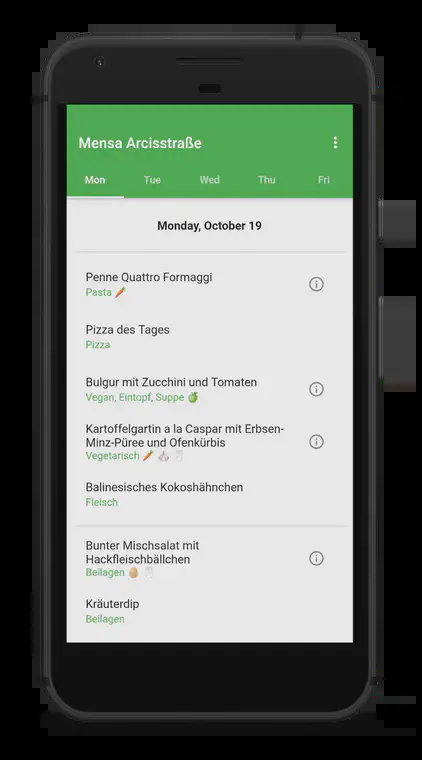 Mensa Arcisstraße
Mon Tue Wed Thu Fri
Monday, October 19
Penne Quattro Formaggi
Pasta 🥕
Pizza des Tages
Pizza
Bulgur mit Zucchini und Tomaten
Vegan, Eintopf, Suppe 🍏
Kartoffelgartin a la Caspar mit Erbsen-
Minz-Püree und Ofenkürbis
Vegetarisch 🥕 🧄 🥛
Balinesisches Kokoshähnchen
Fleisch
Bunter Mischsalat mit
Hackfleischbällchen
Beilagen 🥚 🥛
Kräuterdip
Beilagen